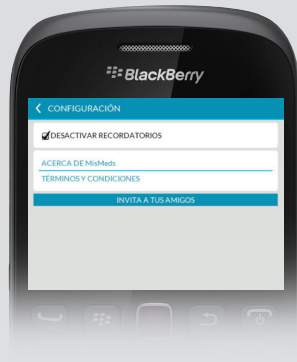 BlackBerry
CONFIGURACIÓN
DESACTIVAR RECORDATORIOS
ACERCA DE MisMeds
TÉRMINOS Y CONDICIONES
INVITA A TUS AMIGOS